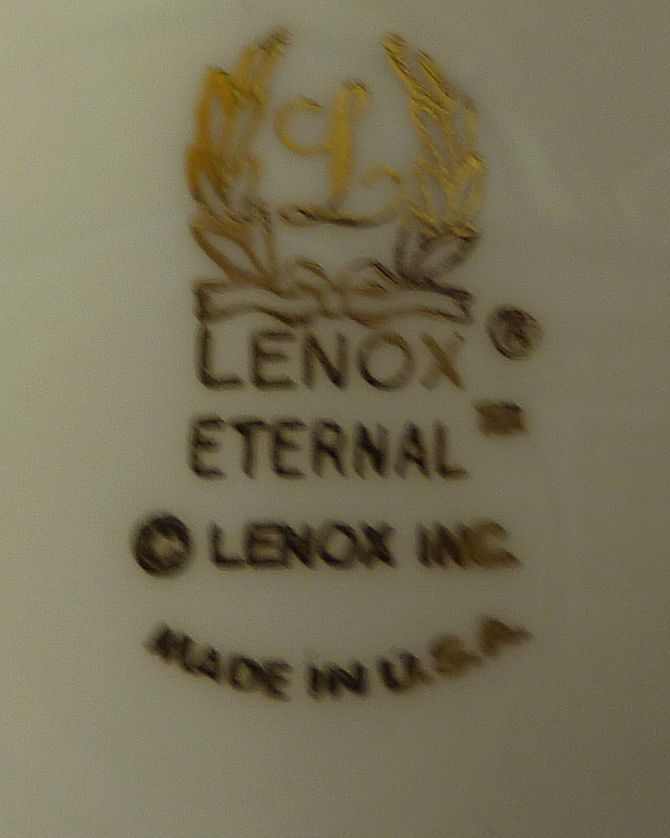 L
LENOX®
ETERNAL™
© LENOX INC.
MADE IN U.S.A.